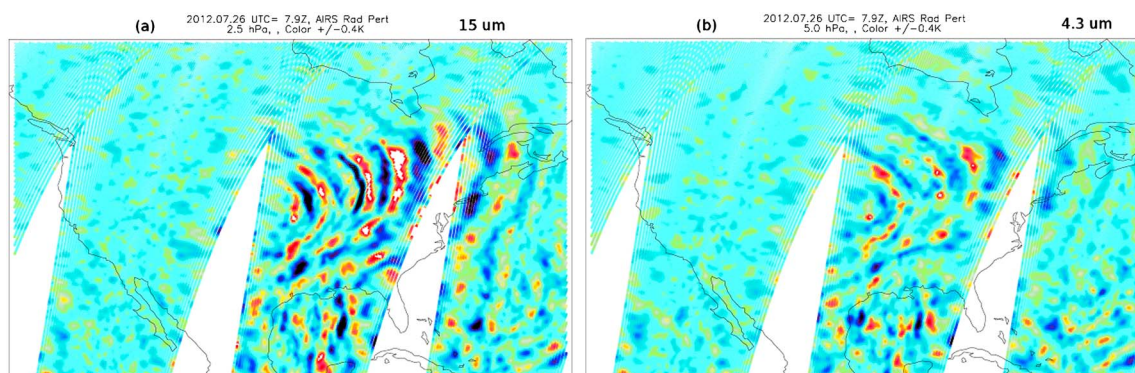 (a)
2012.07.26 UTC= 7.9Z, AIRS Rad Pert
2.5 hPa, , Color +/-0.4K
15 um
(b)
2012.07.26 UTC= 7.9Z, AIRS Rad Pert
5.0 hPa, , Color +/-0.4K
4.3 um